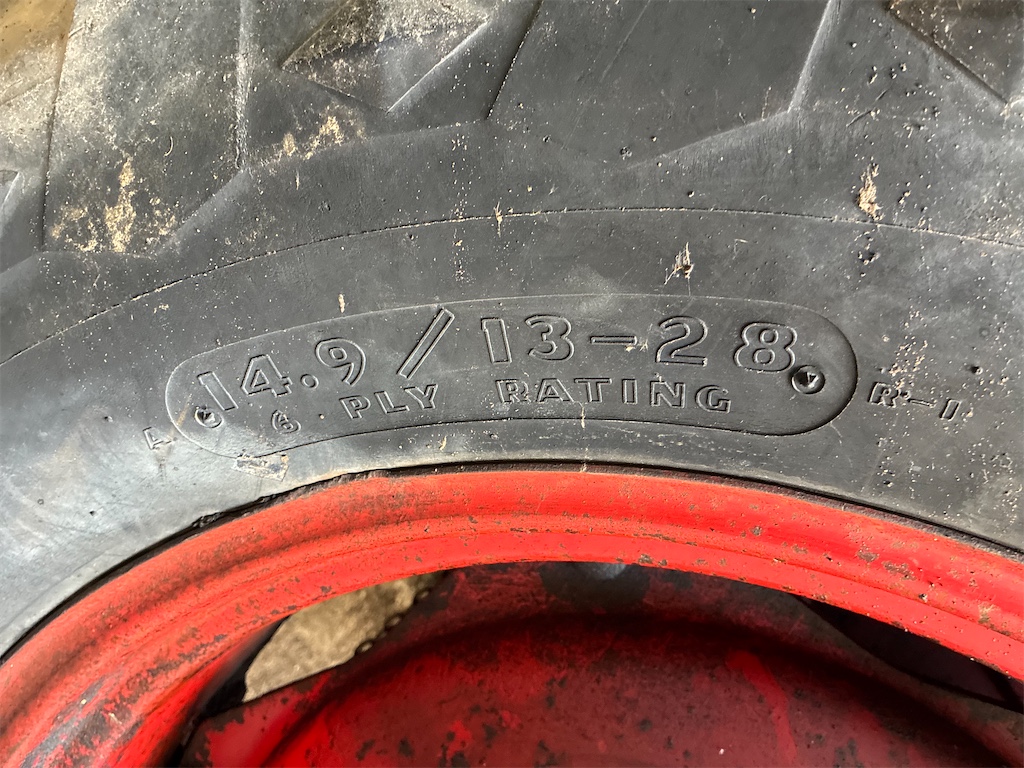 14.9/13-28
6 PLY RATING
R-1
A